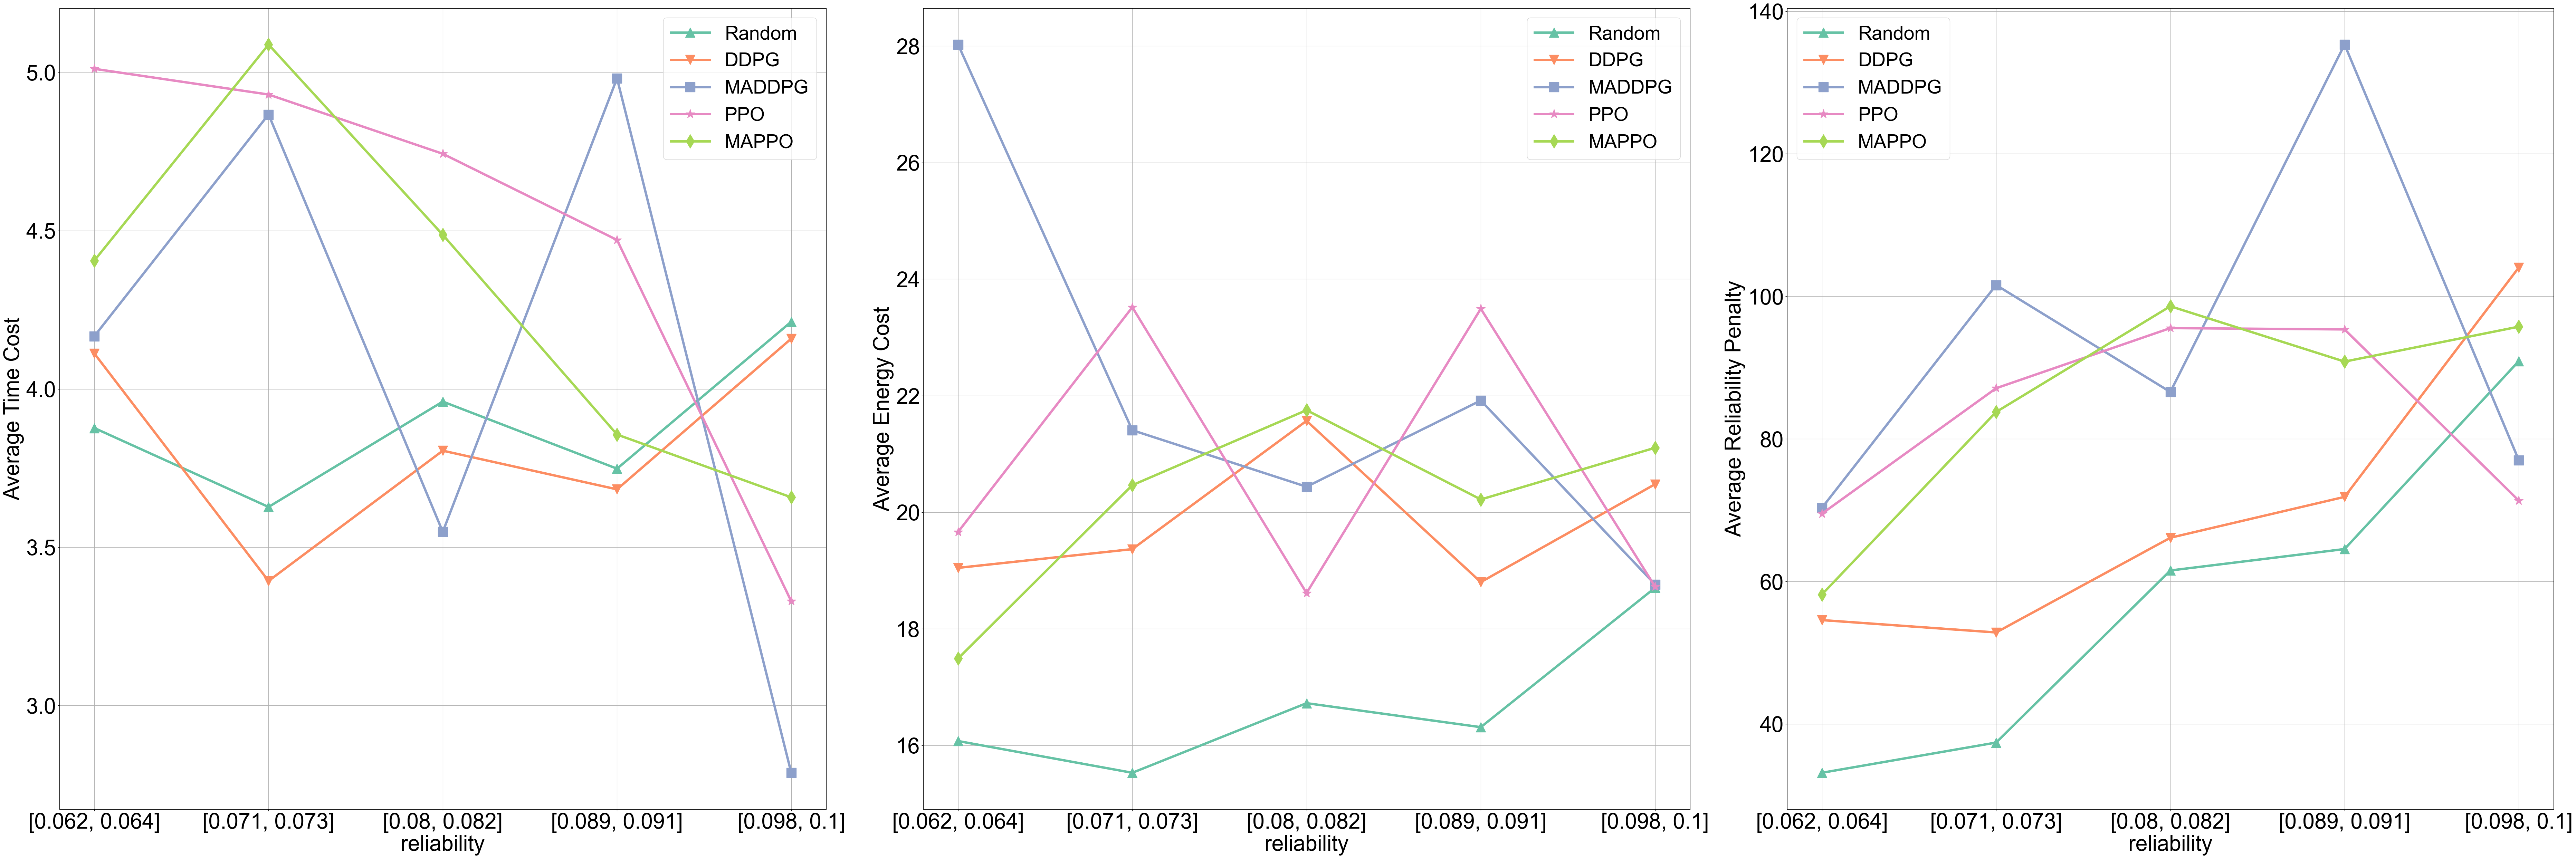 Average Time Cost
5.0
4.5
4.0
3.5
3.0
[0.062, 0.064]
[0.071, 0.073]
[0.08, 0.082]
[0.089, 0.091]
[0.098, 0.1]
reliability
Random
DDPG
MADDPG
PPO
MAPPO
Average Energy Cost
28
26
24
22
20
18
16
[0.062, 0.064]
[0.071, 0.073]
[0.08, 0.082]
[0.089, 0.091]
[0.098, 0.1]
reliability
Random
DDPG
MADDPG
PPO
MAPPO
Average Reliability Penalty
140
120
100
80
60
40
[0.062, 0.064]
[0.071, 0.073]
[0.08, 0.082]
[0.089, 0.091]
[0.098, 0.1]
reliability
Random
DDPG
MADDPG
PPO
MAPPO